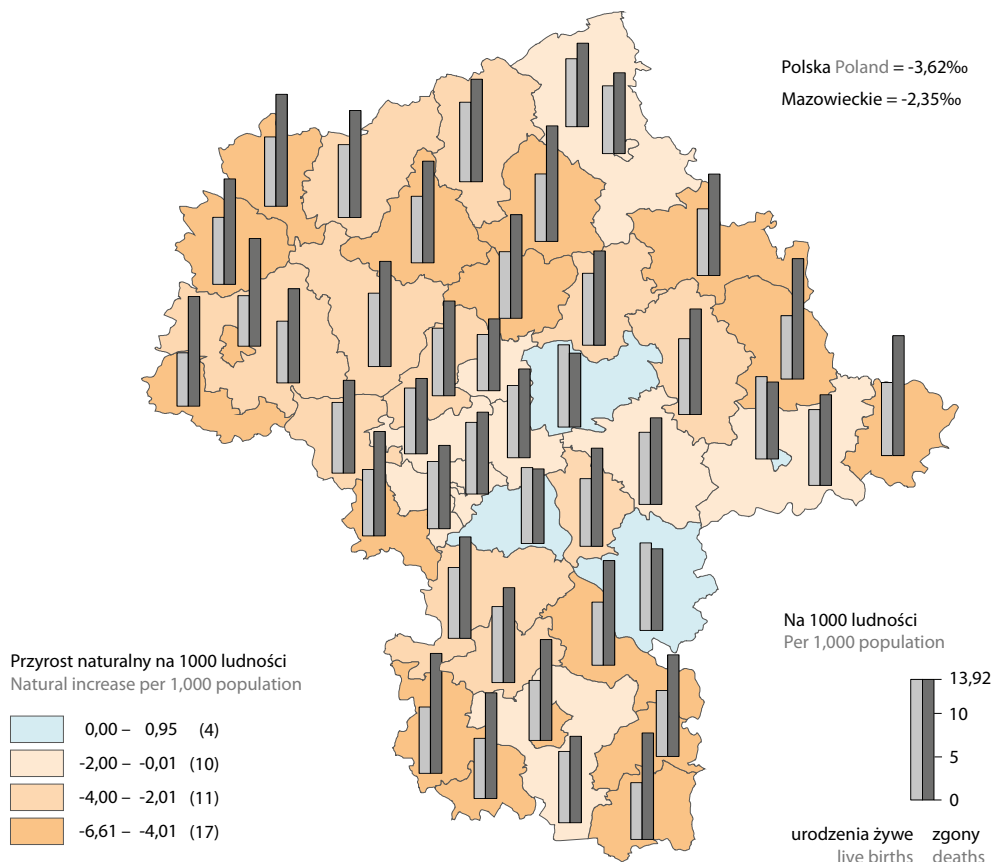 Polska Poland = -3,62‰
Mazowieckie = -2,35‰
Przyrost naturalny na 1000 ludności
Natural increase per 1,000 population
0,00 – 0,95 (4)
-2,00 – -0,01 (10)
-4,00 – -2,01 (11)
-6,61 – -4,01 (17)
Na 1000 ludności
Per 1,000 population
13,92
10
5
0
urodzenia żywe zgony
live births deaths